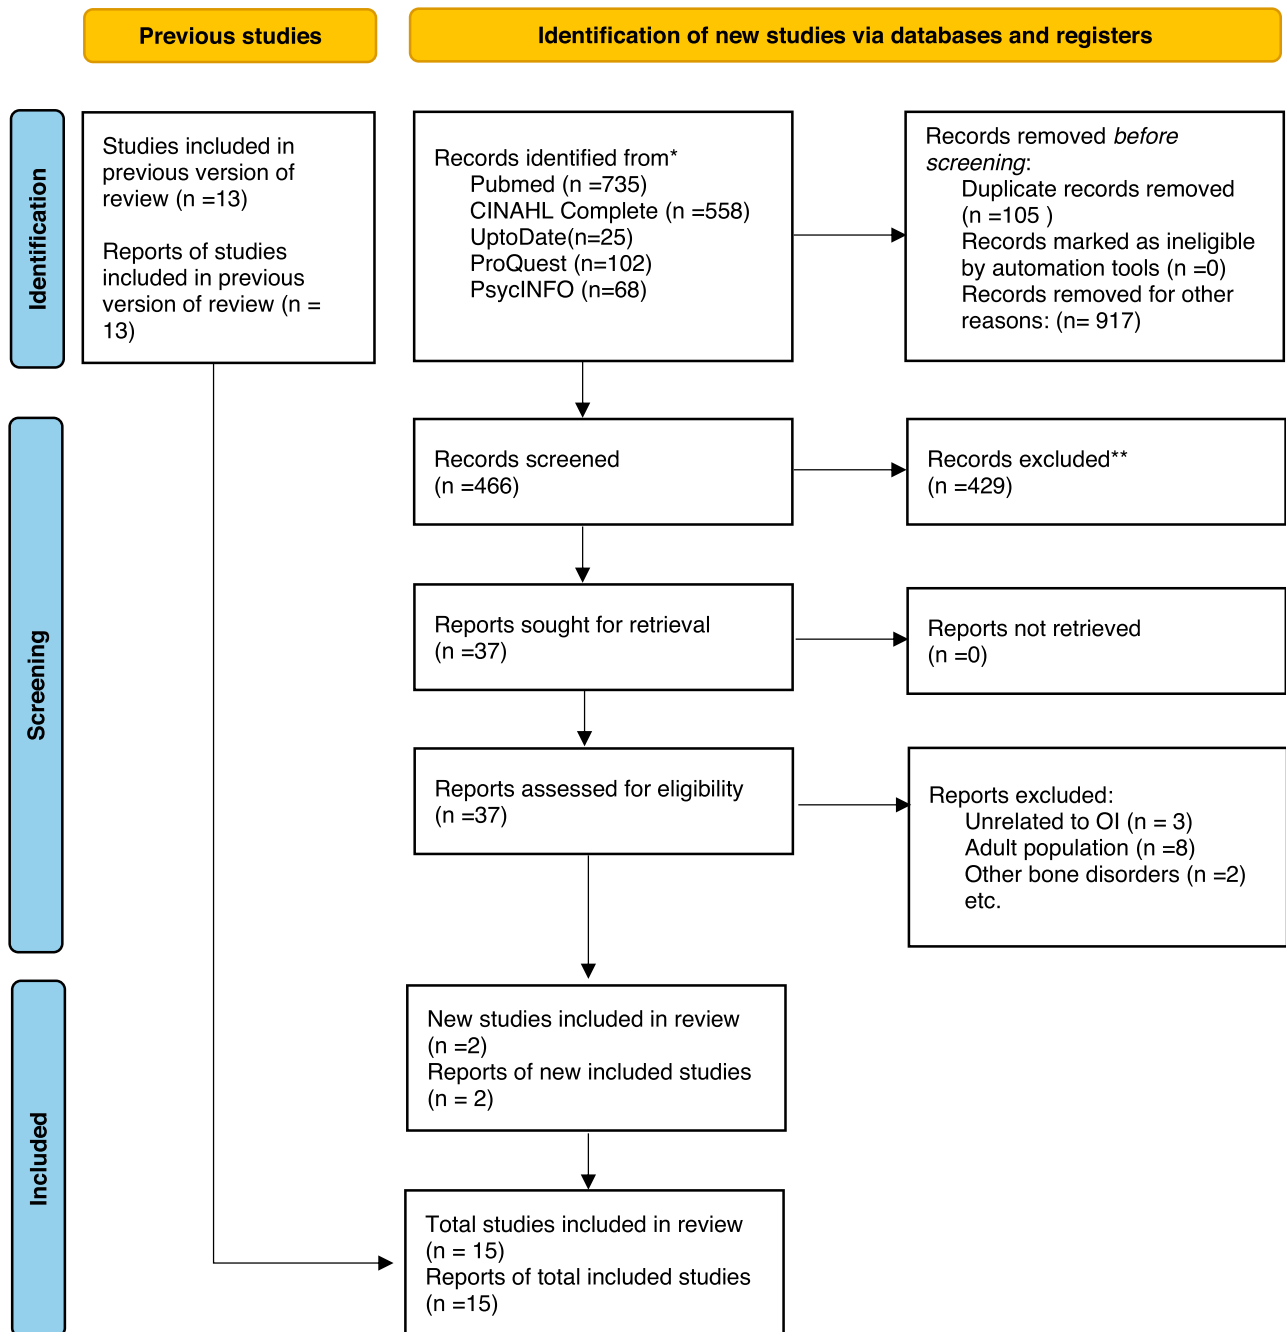 Previous studies
Identification of new studies via databases and registers
Identification
Studies included in
previous version of
review (n =13)
Reports of studies
included in previous
version of review (n =
13)
Records identified from*
Pubmed (n =735)
CINAHL Complete (n =558)
UptoDate(n=25)
ProQuest (n=102)
PsycINFO (n=68)
Records removed before
screening:
Duplicate records removed
(n =105 )
Records marked as ineligible
by automation tools (n =0)
Records removed for other
reasons: (n= 917)
Screening
Records screened
(n =466)
Records excluded**
(n =429)
Reports sought for retrieval
(n =37)
Reports not retrieved
(n =0)
Reports assessed for eligibility
(n =37)
Reports excluded:
Unrelated to OI (n = 3)
Adult population (n =8)
Other bone disorders (n =2)
etc.
Included
New studies included in review
(n =2)
Reports of new included studies
(n = 2)
Total studies included in review
(n = 15)
Reports of total included studies
(n =15)